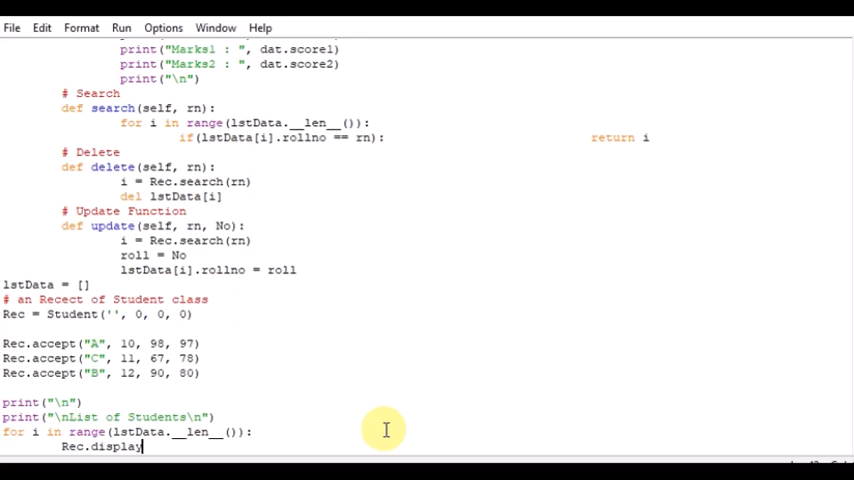 File Edit Format Run Options Window Help
print("Marks1 : ", dat.score1)
print("Marks2 : ", dat.score2)
print("\n")
# Search
def search(self, rn):
for i in range(lstData.__len__()):
if(lstData[i].rollno == rn): return i
# Delete
def delete(self, rn):
i = Rec.search(rn)
del lstData[i]
# Update Function
def update(self, rn, No):
i = Rec.search(rn)
roll = No
lstData[i].rollno = roll
lstData = []
# an Recect of Student class
Rec = Student('', 0, 0, 0)
Rec.accept("A", 10, 98, 97)
Rec.accept("C", 11, 67, 78)
Rec.accept("B", 12, 90, 80)
print("\n")
print("\nList of Students\n")
for i in range(lstData.__len__()):
Rec.display